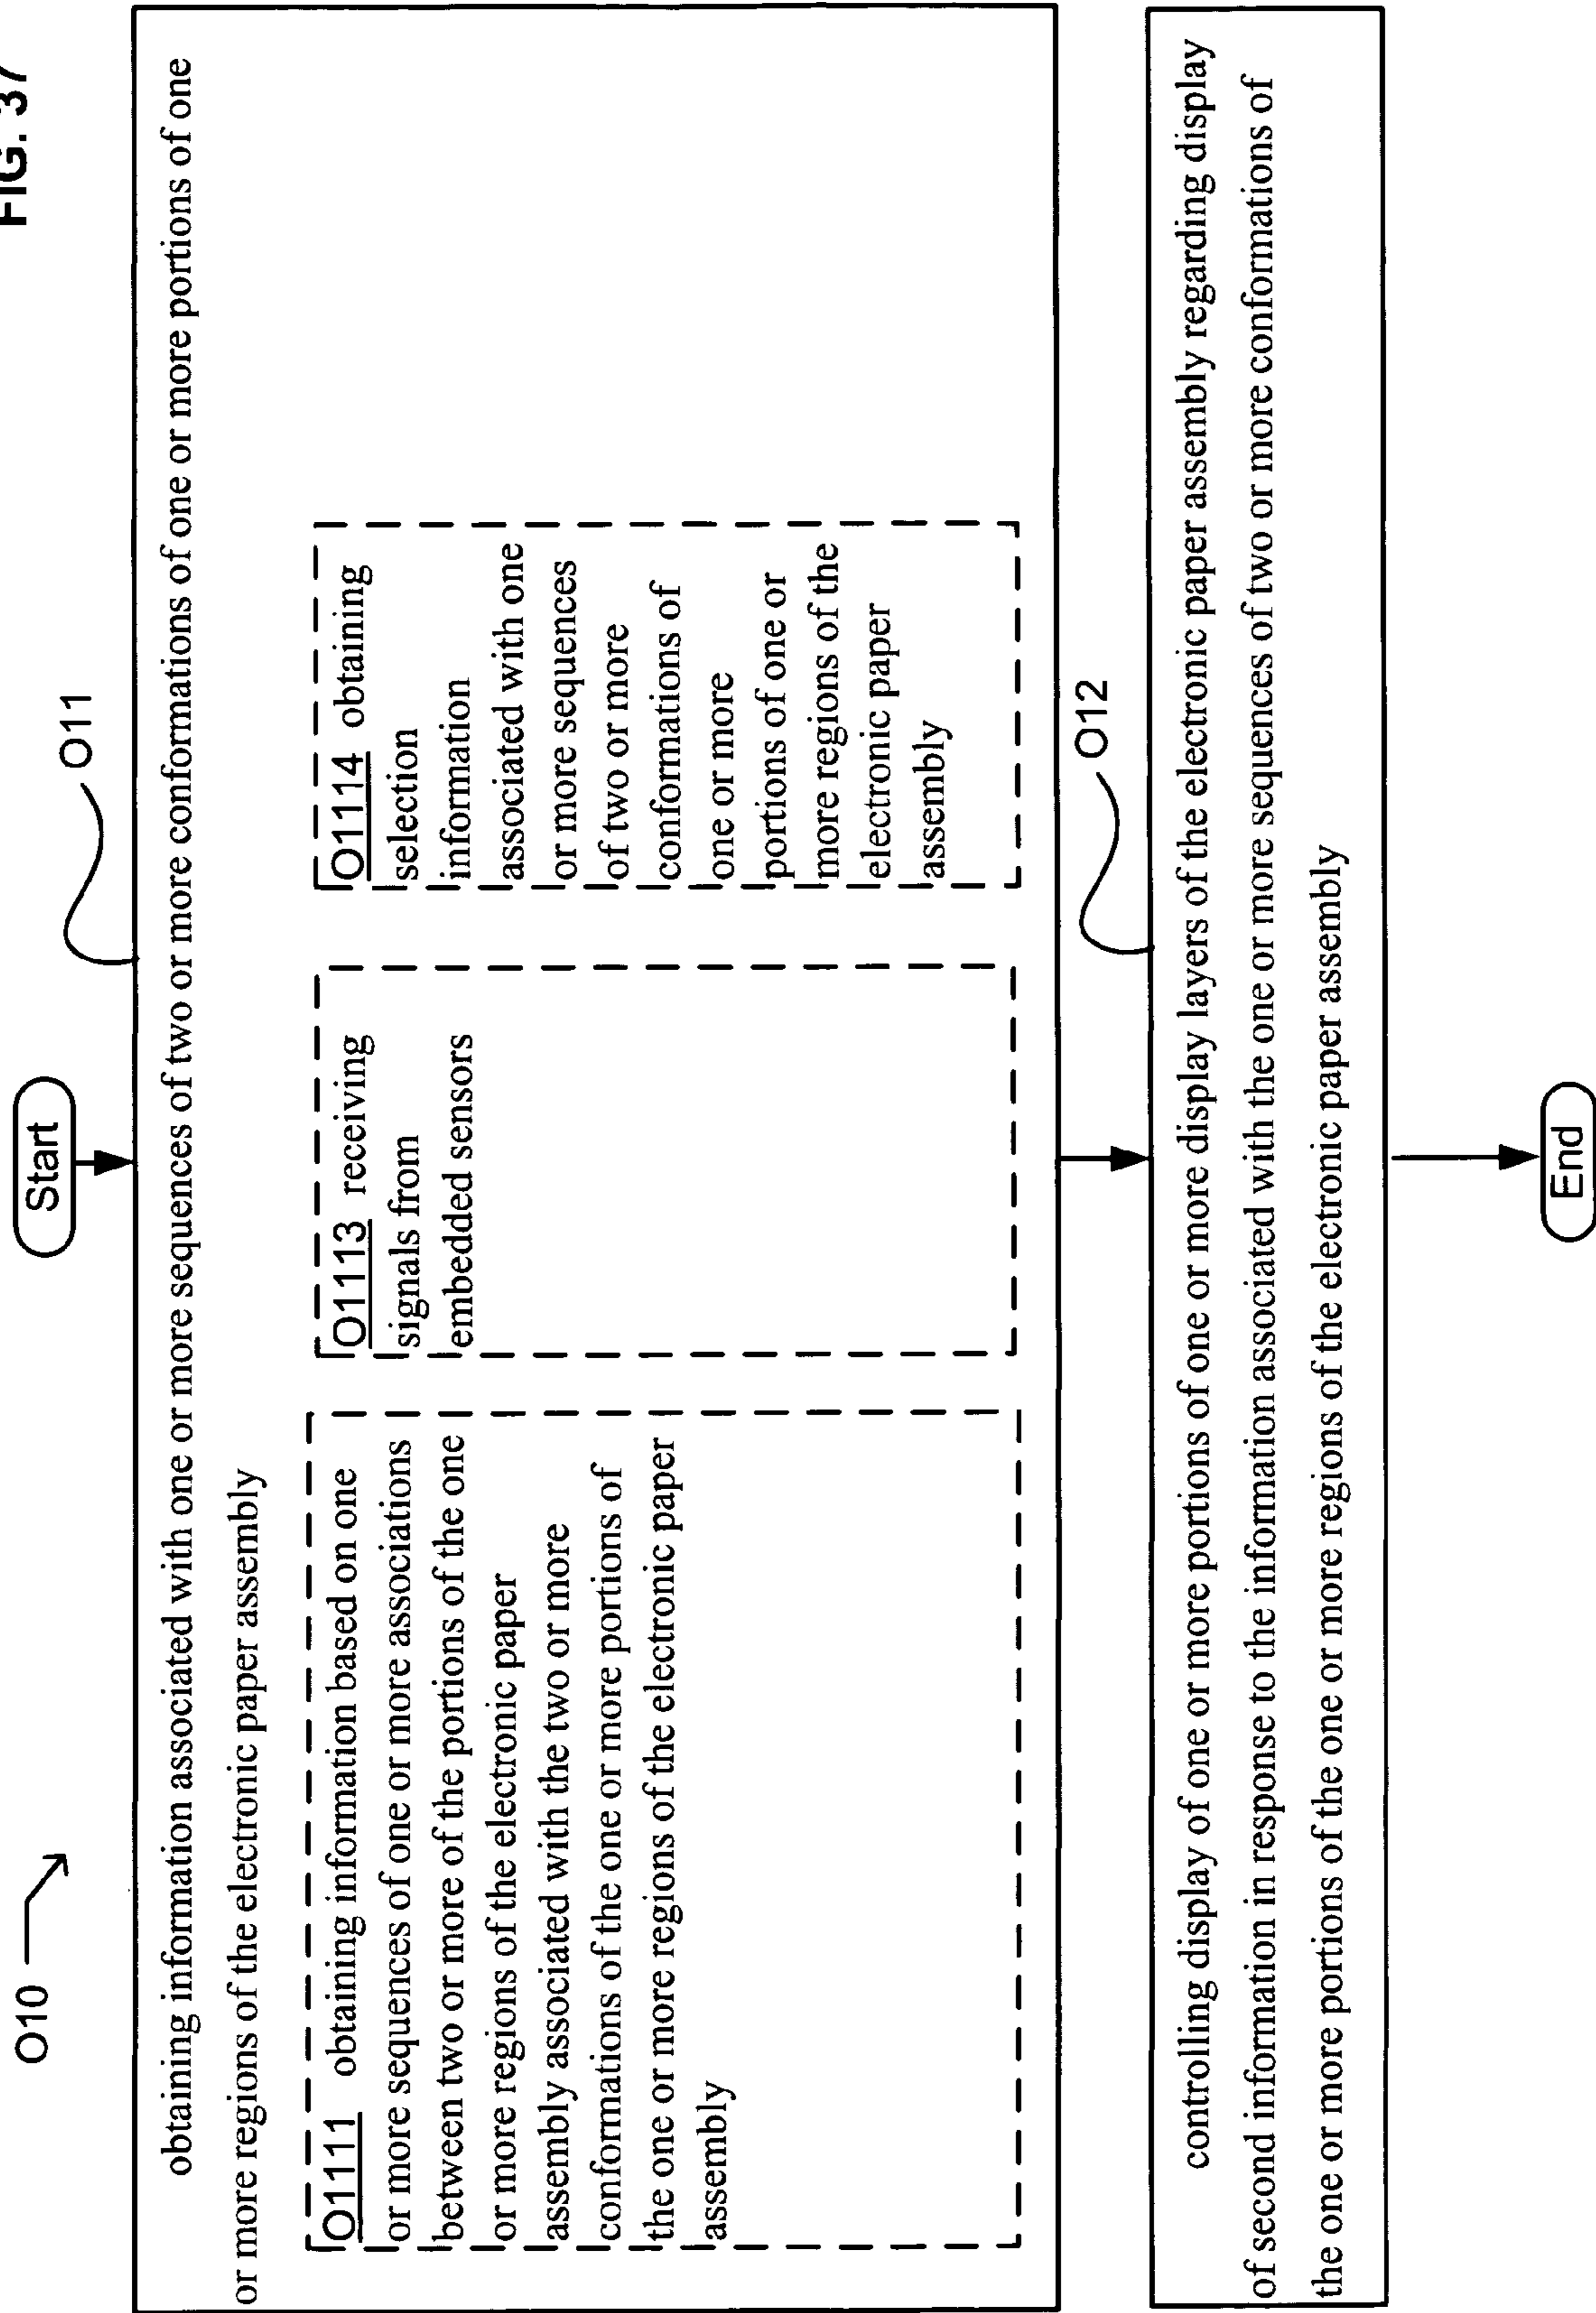 FIG. 37
O10
Start
O11
obtaining information associated with one or more sequences of two or more conformations of one or more portions of one
or more regions of the electronic paper assembly
O1111 obtaining information based on one
or more sequences of one or more associations
between two or more of the portions of the one
or more regions of the electronic paper
assembly associated with the two or more
conformations of the one or more portions of
the one or more regions of the electronic paper
assembly
O1113 receiving
signals from
embedded sensors
O1114 obtaining
selection
information
associated with one
or more sequences
of two or more
conformations of
one or more
portions of one or
more regions of the
electronic paper
assembly
O12
controlling display of one or more portions of one or more display layers of the electronic paper assembly regarding display
of second information in response to the information associated with the one or more sequences of two or more conformations of
the one or more portions of the one or more regions of the electronic paper assembly
End